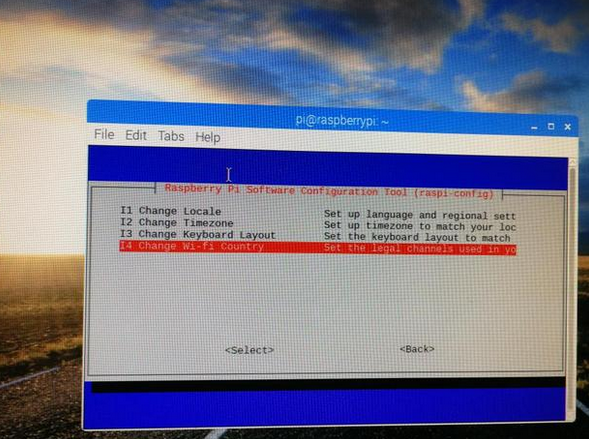 pi@raspberrypi: ~
File Edit Tabs Help
Raspberry Pi Software Configuration Tool (raspi-config)
I1 Change Locale Set up language and regional sett
I2 Change Timezone Set up timezone to match your loc
I3 Change Keyboard Layout Set the keyboard layout to match
I4 Change Wi-fi Country Set the legal channels used in yo
<Select> <Back>